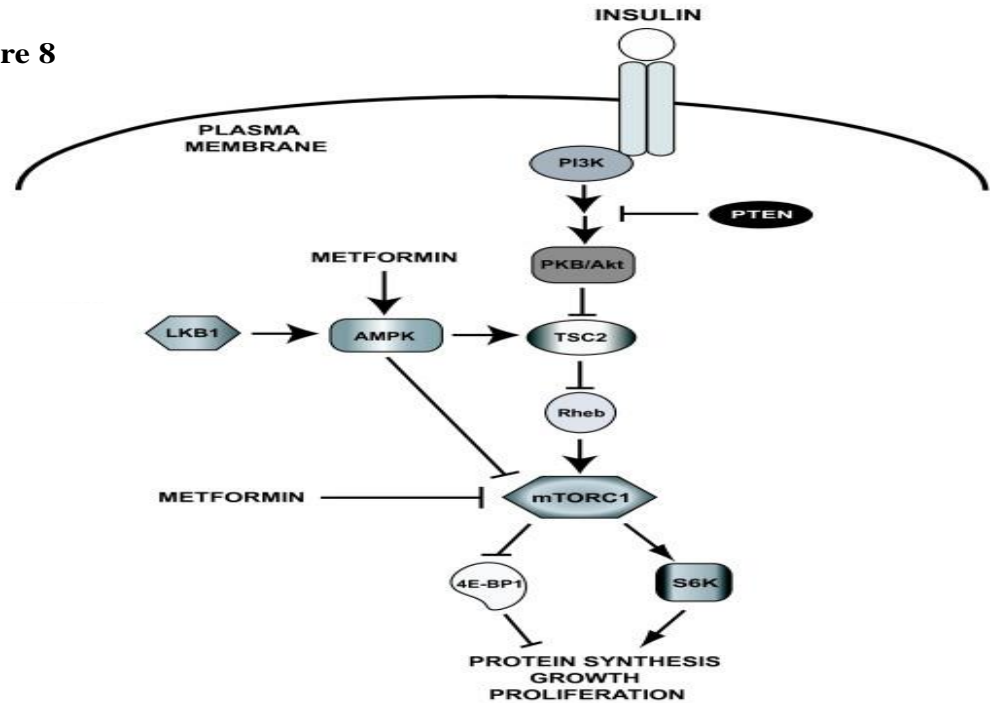 INSULIN
re 8
PLASMA
MEMBRANE
PI3K
PTEN
METFORMIN
PKB/Akt
LKB1
AMPK
TSC2
Rheb
METFORMIN
mTORC1
4E-BP1
S6K
PROTEIN SYNTHESIS
GROWTH
PROLIFERATION